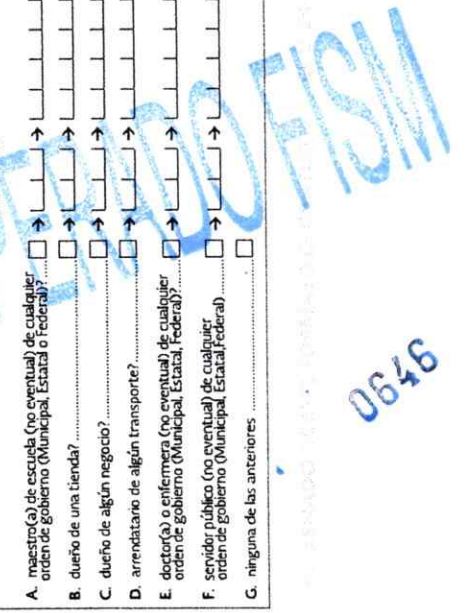 A. maestro(a) de escuela (no eventual) de cualquier
orden de gobierno (Municipal, Estatal o Federal)?
B. dueño de una tienda?
C. dueño de algún negocio?
D. arrendatario de algún transporte?
E. doctor(a) o enfermera (no eventual) de cualquier
orden de gobierno (Municipal, Estatal, Federal)?
F. servidor público (no eventual) de cualquier
orden de gobierno (Municipal, Estatal,Federal)
G. ninguna de las anteriores
PERADO FISM
0646